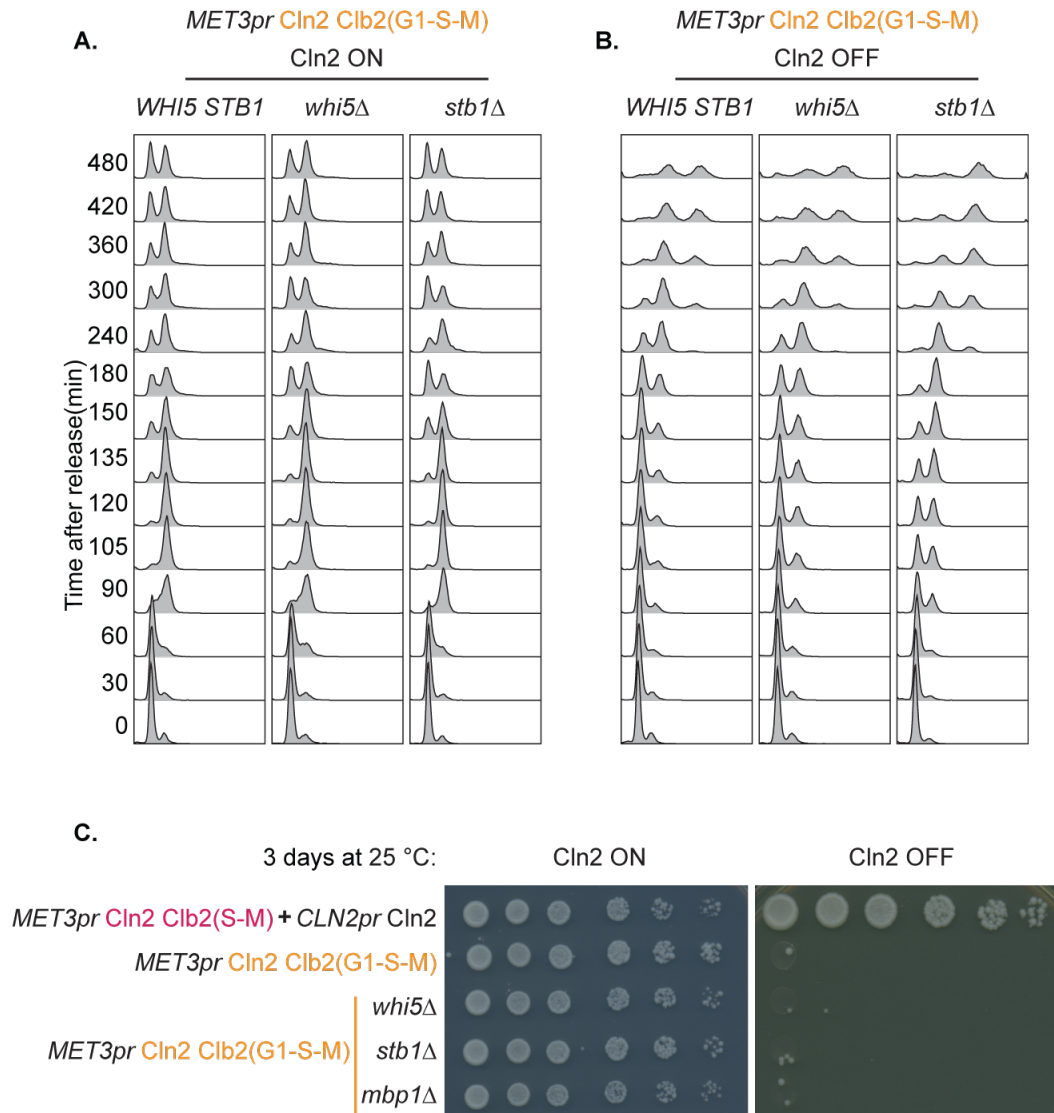 A.
MET3pr Cln2 Clb2(G1-S-M)
Cln2 ON
WHI5 STB1 whi5Δ stb1Δ
B.
MET3pr Cln2 Clb2(G1-S-M)
Cln2 OFF
WHI5 STB1 whi5Δ stb1Δ
Time after release(min)
480
420
360
300
240
180
150
135
120
105
90
60
30
0
C.
3 days at 25 °C: Cln2 ON Cln2 OFF
MET3pr Cln2 Clb2(S-M) + CLN2pr Cln2
MET3pr Cln2 Clb2(G1-S-M)
whi5Δ
MET3pr Cln2 Clb2(G1-S-M) stb1Δ
mbp1Δ